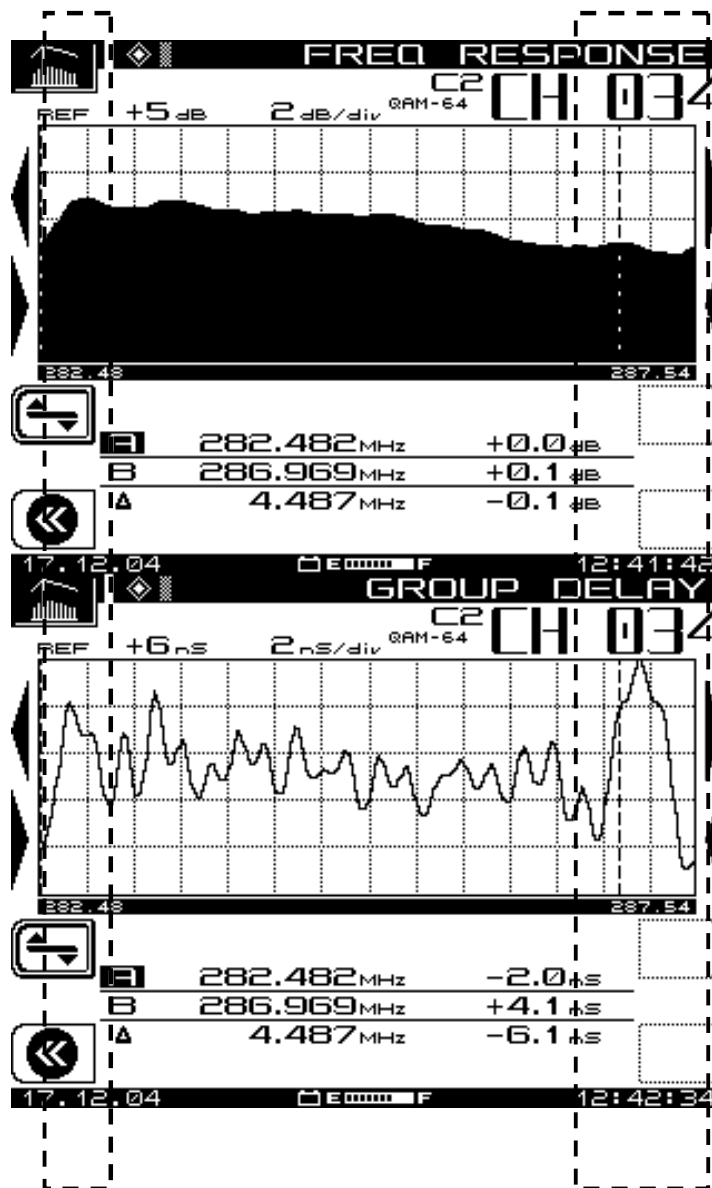 FREQ RESPONSE
C2 CH 034
REF +5 dB 2 dB/div QAM-64
282.48 287.54
A 282.482 MHz +0.0 dB
B 286.969 MHz +0.1 dB
Δ 4.487 MHz -0.1 dB
17.12.04 E F 12:41:42
GROUP DELAY
C2 CH 034
REF +6 nS 2 nS/div QAM-64
282.48 287.54
A 282.482 MHz -2.0 nS
B 286.969 MHz +4.1 nS
Δ 4.487 MHz -6.1 nS
17.12.04 E F 12:42:34